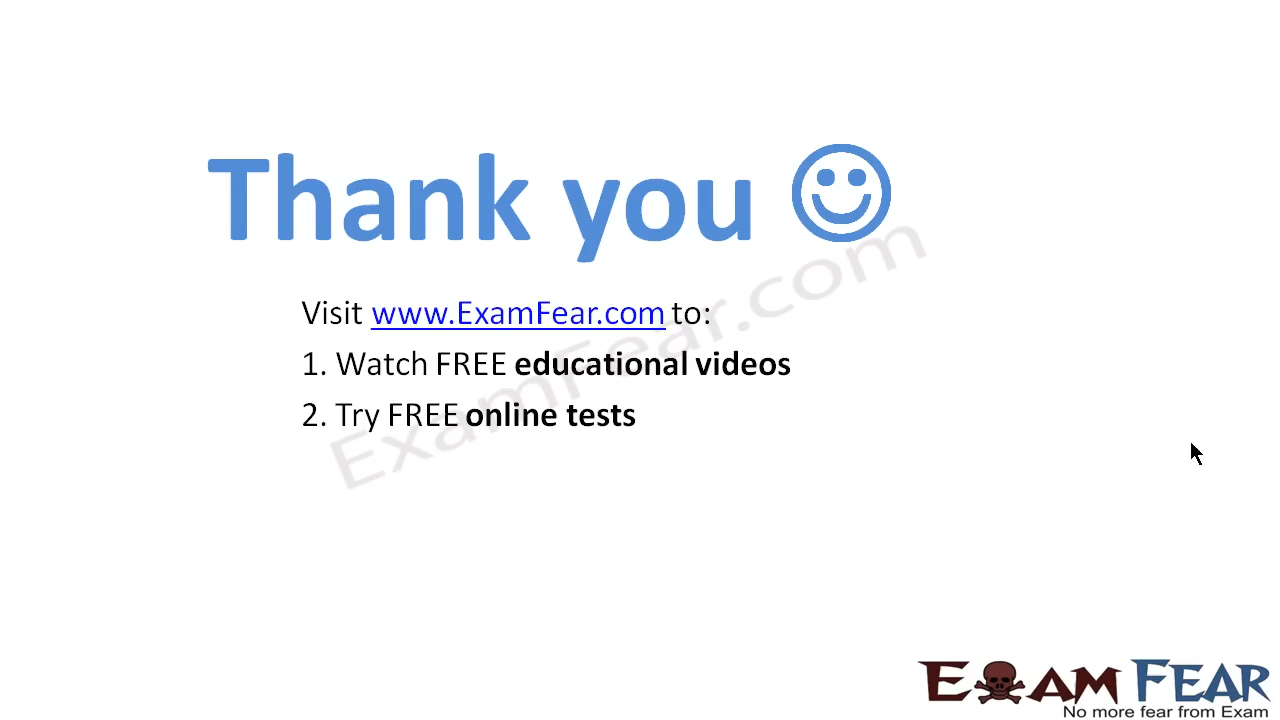 Thank you
Visit www.ExamFear.com to:
1. Watch FREE educational videos
2. Try FREE online tests
ExamFear.com
EXAM FEAR
No more fear from Exam